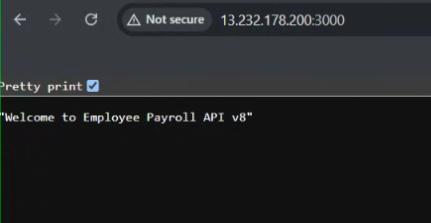 Not secure 13.232.178.200:3000
Pretty print
"Welcome to Employee Payroll API v8"